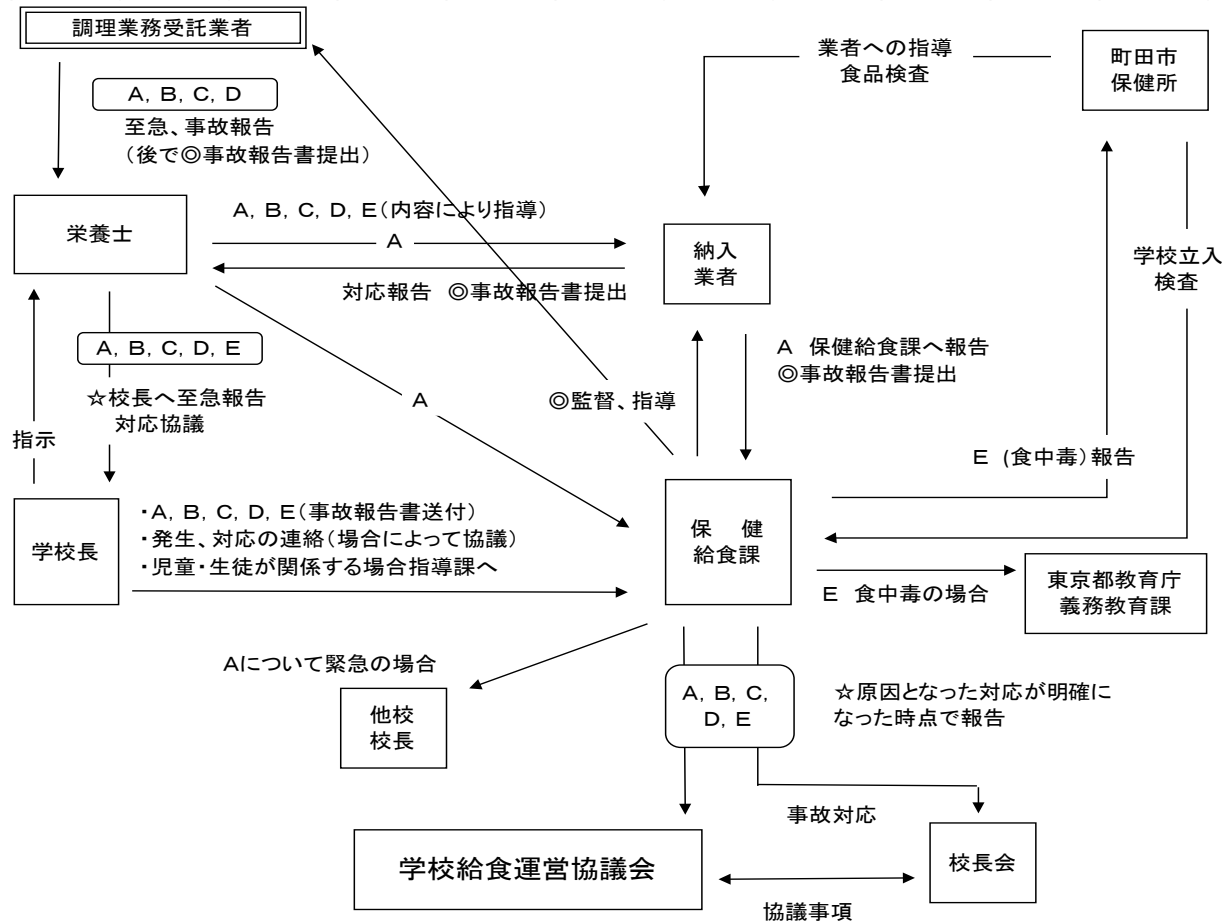 調理業務受託業者
業者への指導
食品検査
町田市
保健所
A, B, C, D
至急、事故報告
(後で◎事故報告書提出)
栄養士
A, B, C, D, E(内容により指導)
A
対応報告 ◎事故報告書提出
納入
業者
学校立入
検査
A, B, C, D, E
☆校長へ至急報告
対応協議
指示
A
◎監督、指導
A 保健給食課へ報告
◎事故報告書提出
E (食中毒)報告
学校長
・A, B, C, D, E(事故報告書送付)
・発生、対応の連絡(場合によって協議)
・児童・生徒が関係する場合指導課へ
保 健
給食課
E 食中毒の場合
東京都教育庁
義務教育課
Aについて緊急の場合
他校
校長
A, B, C,
D, E
☆原因となった対応が明確に
なった時点で報告
事故対応
学校給食運営協議会
校長会
協議事項